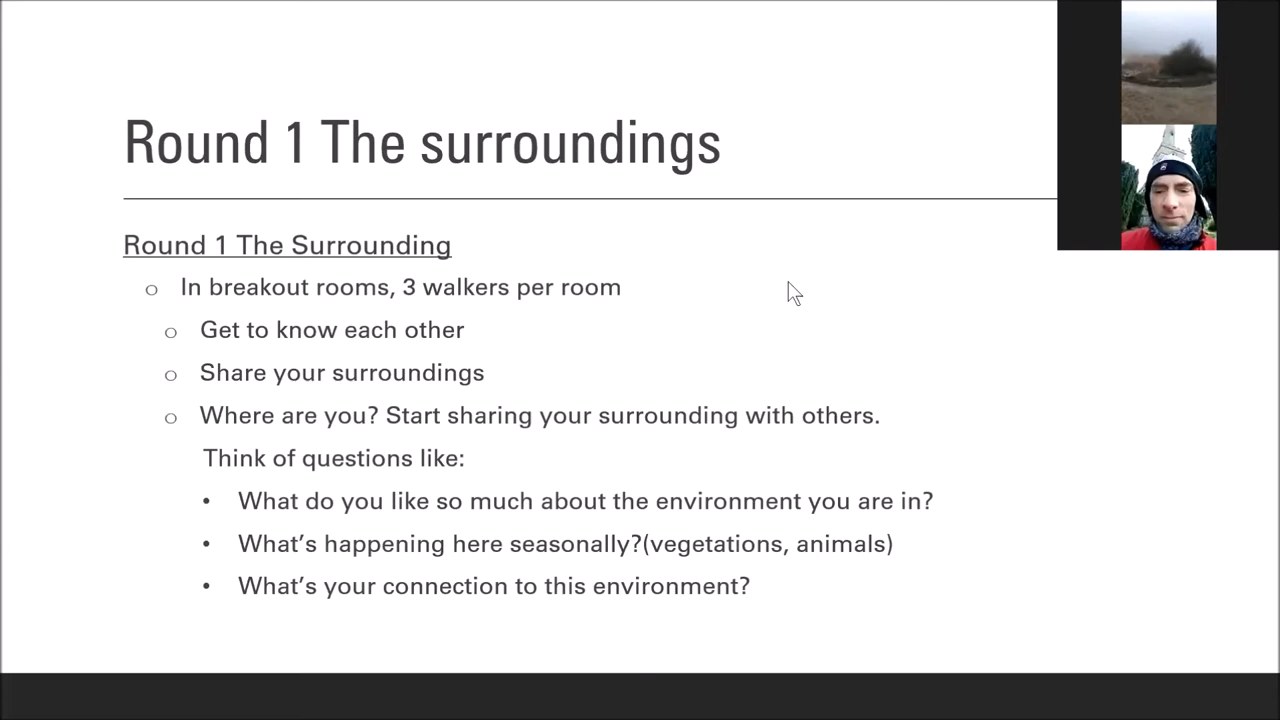 Round 1 The surroundings
Round 1 The Surrounding
o In breakout rooms, 3 walkers per room
o Get to know each other
o Share your surroundings
o Where are you? Start sharing your surrounding with others.
Think of questions like:
• What do you like so much about the environment you are in?
• What’s happening here seasonally?(vegetations, animals)
• What’s your connection to this environment?